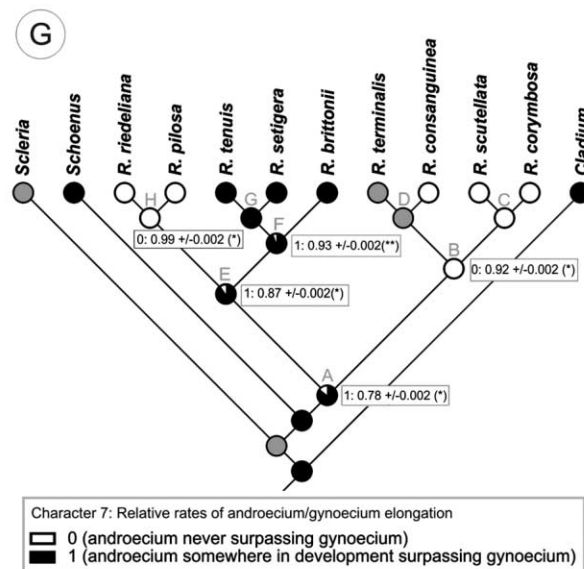 G
Scleria
Schoenus
R. riedeliana
R. pilosa
R. tenuis
R. setigera
R. brittonii
R. terminalis
R. consanguinea
R. scutellata
R. corymbosa
Cladium
H
G
D
C
F
0: 0.99 +/-0.002 (*)
1: 0.93 +/-0.002(**)
B
E
0: 0.92 +/-0.002 (*)
1: 0.87 +/-0.002(*)
A
1: 0.78 +/-0.002 (*)
Character 7: Relative rates of androecium/gynoecium elongation
0 (androecium never surpassing gynoecium)
1 (androecium somewhere in development surpassing gynoecium)